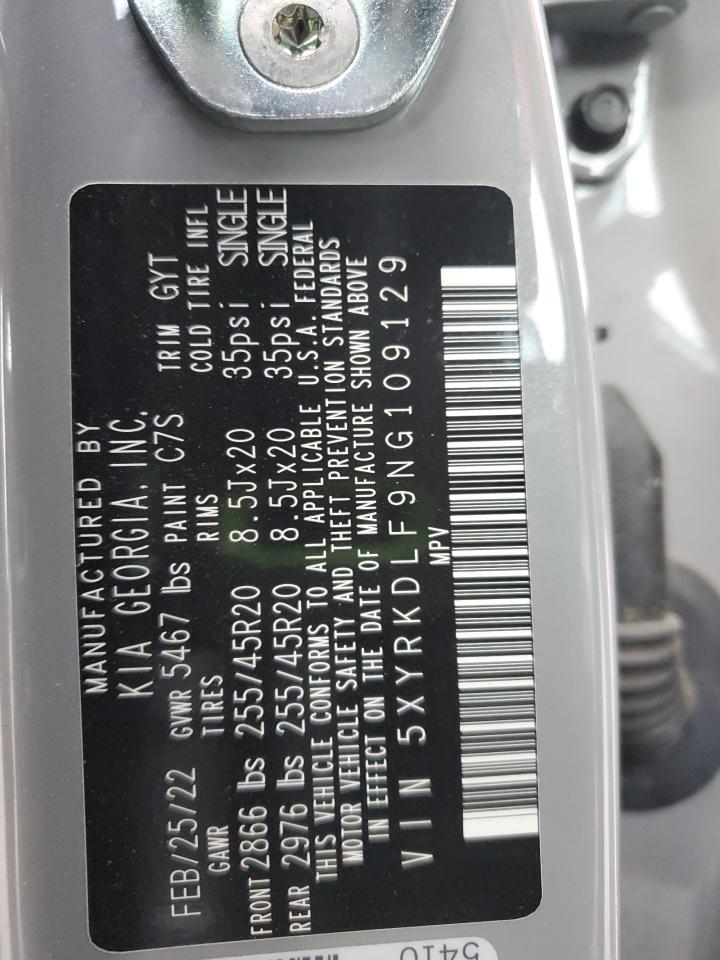 MANUFACTURED BY
KIA GEORGIA, INC.
FEB/25/22 GVWR 5467 lbs PAINT C7S TRIM GYT
GAWR TIRES RIMS COLD TIRE INFL
FRONT 2866 lbs 255/45R20 8.5Jx20 35psi SINGLE
REAR 2976 lbs 255/45R20 8.5Jx20 35psi SINGLE
THIS VEHICLE CONFORMS TO ALL APPLICABLE U.S.A. FEDERAL
MOTOR VEHICLE SAFETY AND THEFT PREVENTION STANDARDS
IN EFFECT ON THE DATE OF MANUFACTURE SHOWN ABOVE
VIN 5XYRKDLF9NG109129
MPV
5410